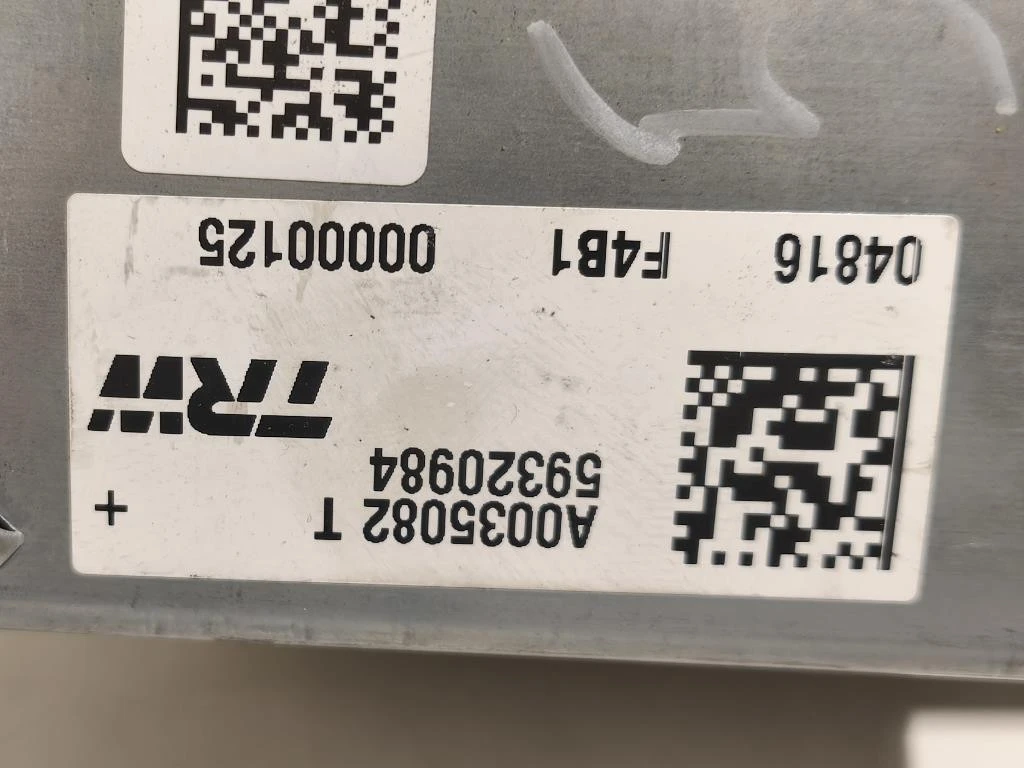 A0035082 T +
59320984
TRW
04816 F4B1 00000125